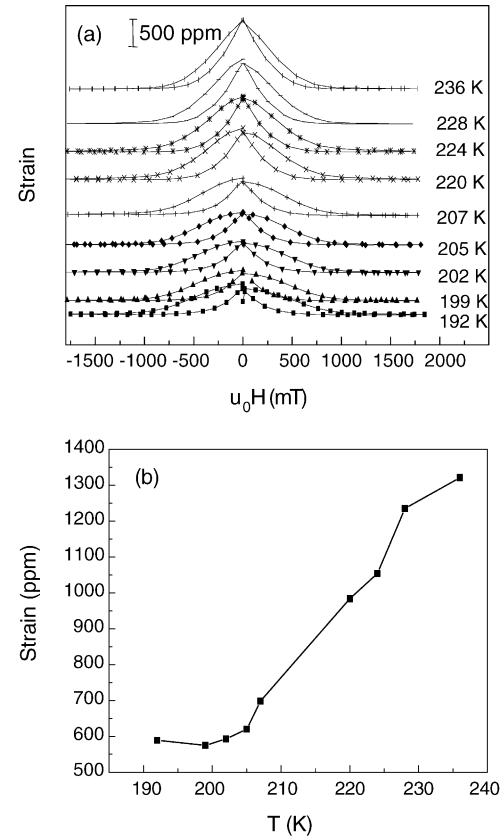 (a)
500 ppm
236 K
228 K
224 K
220 K
207 K
205 K
202 K
199 K
192 K
Strain
-1500 -1000 -500 0 500 1000 1500 2000
u₀H (mT)
(b)
1400
1300
1200
1100
1000
900
800
700
600
500
Strain (ppm)
190 200 210 220 230 240
T (K)